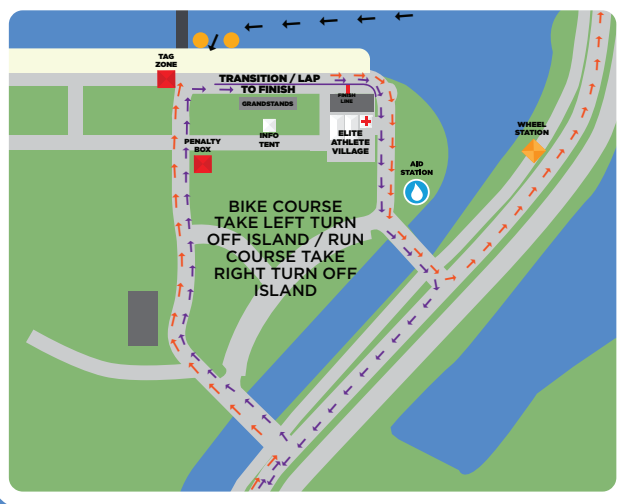 TAG
ZONE
TRANSITION / LAP
TO FINISH
FINISH
LINE
GRANDSTANDS
INFO
TENT
ELITE
ATHLETE
VILLAGE
PENALTY
BOX
AID
STATION
WHEEL
STATION
BIKE COURSE
TAKE LEFT TURN
OFF ISLAND / RUN
COURSE TAKE
RIGHT TURN OFF
ISLAND